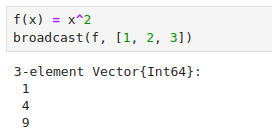 f(x) = x^2
broadcast(f, [1, 2, 3])
3-element Vector{Int64}:
1
4
9